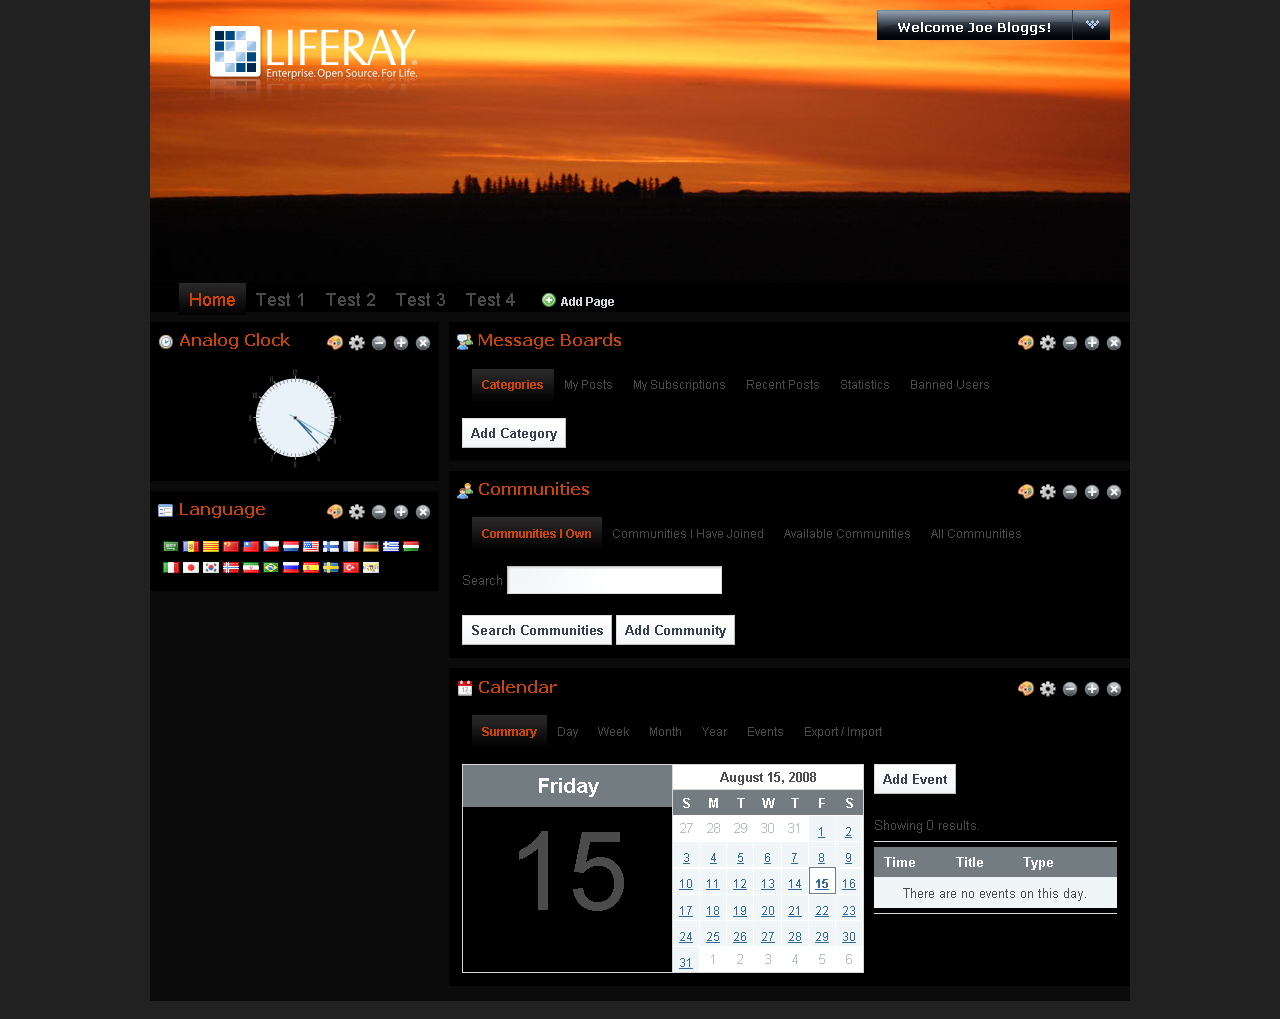 LIFERAY
Enterprise. Open Source. For Life.
Welcome Joe Bloggs!
Home Test 1 Test 2 Test 3 Test 4 Add Page
Analog Clock
Language
Message Boards
Categories My Posts My Subscriptions Recent Posts Statistics Banned Users
Add Category
Communities
Communities I Own Communities I Have Joined Available Communities All Communities
Search
Search Communities Add Community
Calendar
Summary Day Week Month Year Events Export / Import
Friday
15
August 15, 2008
S M T W T F S
27 28 29 30 31 1 2
3 4 5 6 7 8 9
10 11 12 13 14 15 16
17 18 19 20 21 22 23
24 25 26 27 28 29 30
31 1 2 3 4 5 6
Add Event
Showing 0 results.
Time Title Type
There are no events on this day.